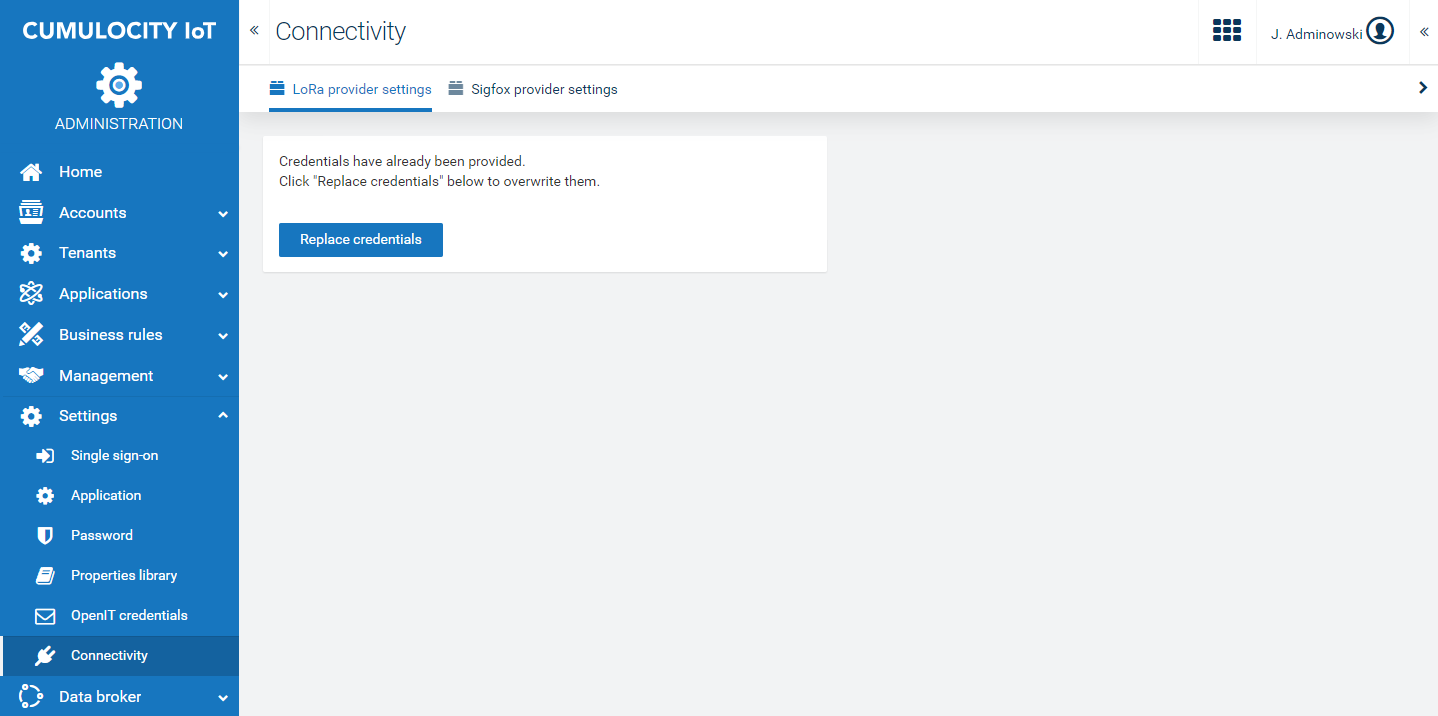 CUMULOCITY IoT
ADMINISTRATION
Home
Accounts
Tenants
Applications
Business rules
Management
Settings
Single sign-on
Application
Password
Properties library
OpenIT credentials
Connectivity
Data broker
Connectivity
J. Adminowski
LoRa provider settings
Sigfox provider settings
Credentials have already been provided.
Click "Replace credentials" below to overwrite them.
Replace credentials